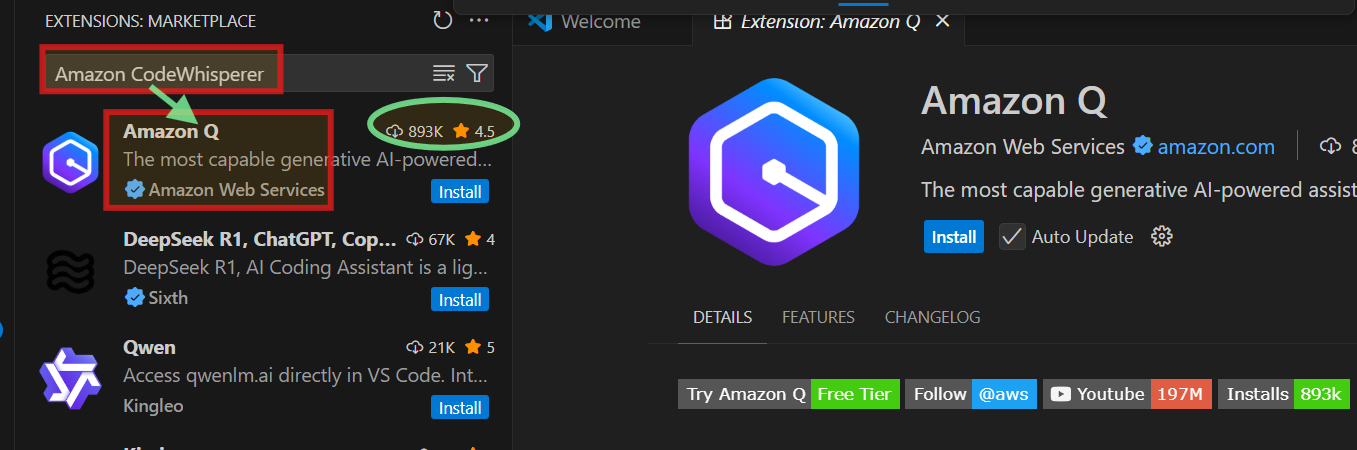 EXTENSIONS: MARKETPLACE
Amazon CodeWhisperer
Amazon Q
893K 4.5
The most capable generative AI-powered...
Amazon Web Services
Install
DeepSeek R1, ChatGPT, Cop... 67K 4
DeepSeek R1, AI Coding Assistant is a lig...
Sixth
Install
Qwen 21K 5
Access qwenlm.ai directly in VS Code. Int...
Kingleo
Install
Welcome
Extension: Amazon Q
Amazon Q
Amazon Web Services amazon.com
The most capable generative AI-powered assist
Install Auto Update
DETAILS FEATURES CHANGELOG
Try Amazon Q Free Tier Follow @aws Youtube 197M Installs 893k